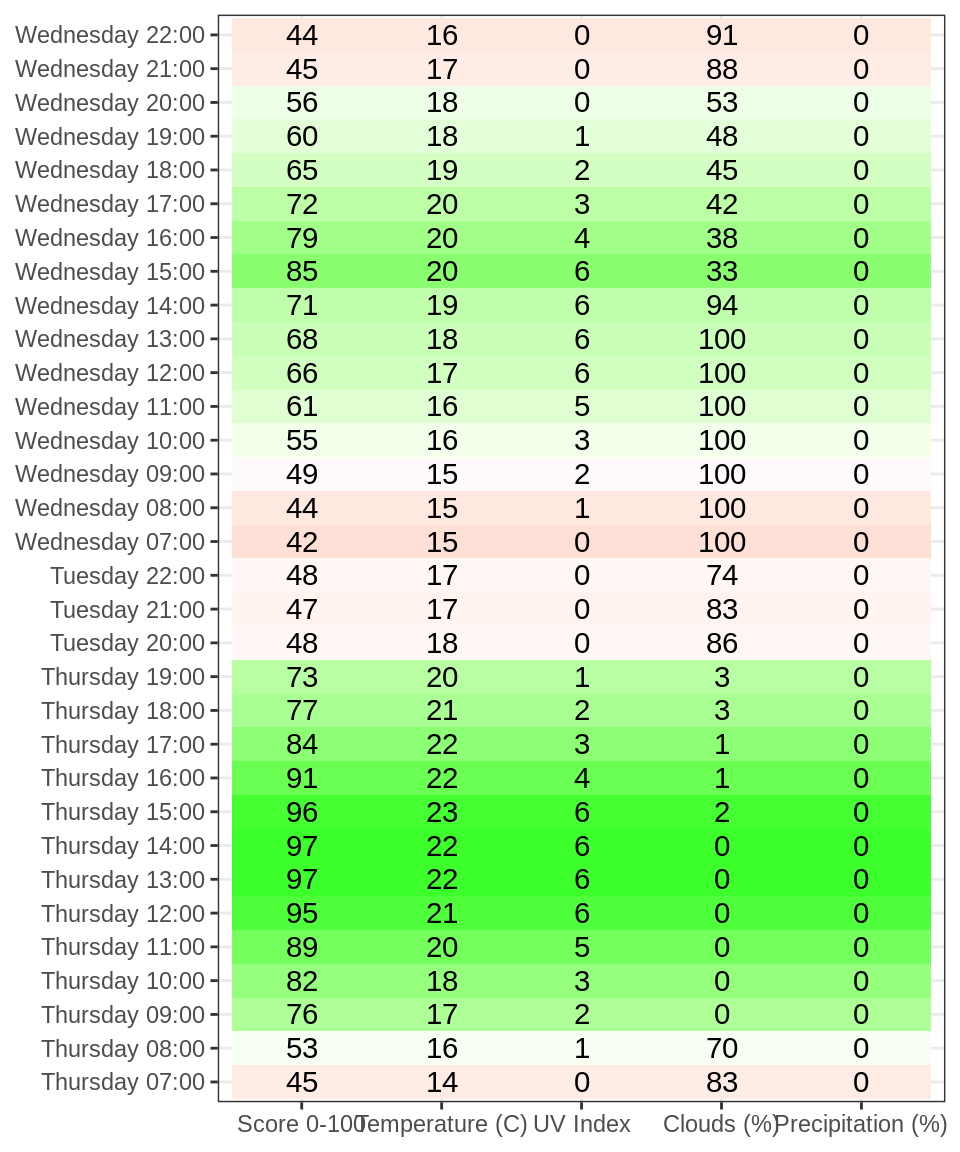 Wednesday 22:00 44 16 0 91 0
Wednesday 21:00 45 17 0 88 0
Wednesday 20:00 56 18 0 53 0
Wednesday 19:00 60 18 1 48 0
Wednesday 18:00 65 19 2 45 0
Wednesday 17:00 72 20 3 42 0
Wednesday 16:00 79 20 4 38 0
Wednesday 15:00 85 20 6 33 0
Wednesday 14:00 71 19 6 94 0
Wednesday 13:00 68 18 6 100 0
Wednesday 12:00 66 17 6 100 0
Wednesday 11:00 61 16 5 100 0
Wednesday 10:00 55 16 3 100 0
Wednesday 09:00 49 15 2 100 0
Wednesday 08:00 44 15 1 100 0
Wednesday 07:00 42 15 0 100 0
Tuesday 22:00 48 17 0 74 0
Tuesday 21:00 47 17 0 83 0
Tuesday 20:00 48 18 0 86 0
Thursday 19:00 73 20 1 3 0
Thursday 18:00 77 21 2 3 0
Thursday 17:00 84 22 3 1 0
Thursday 16:00 91 22 4 1 0
Thursday 15:00 96 23 6 2 0
Thursday 14:00 97 22 6 0 0
Thursday 13:00 97 22 6 0 0
Thursday 12:00 95 21 6 0 0
Thursday 11:00 89 20 5 0 0
Thursday 10:00 82 18 3 0 0
Thursday 09:00 76 17 2 0 0
Thursday 08:00 53 16 1 70 0
Thursday 07:00 45 14 0 83 0
Score 0-100 Temperature (C) UV Index Clouds (%) Precipitation (%)